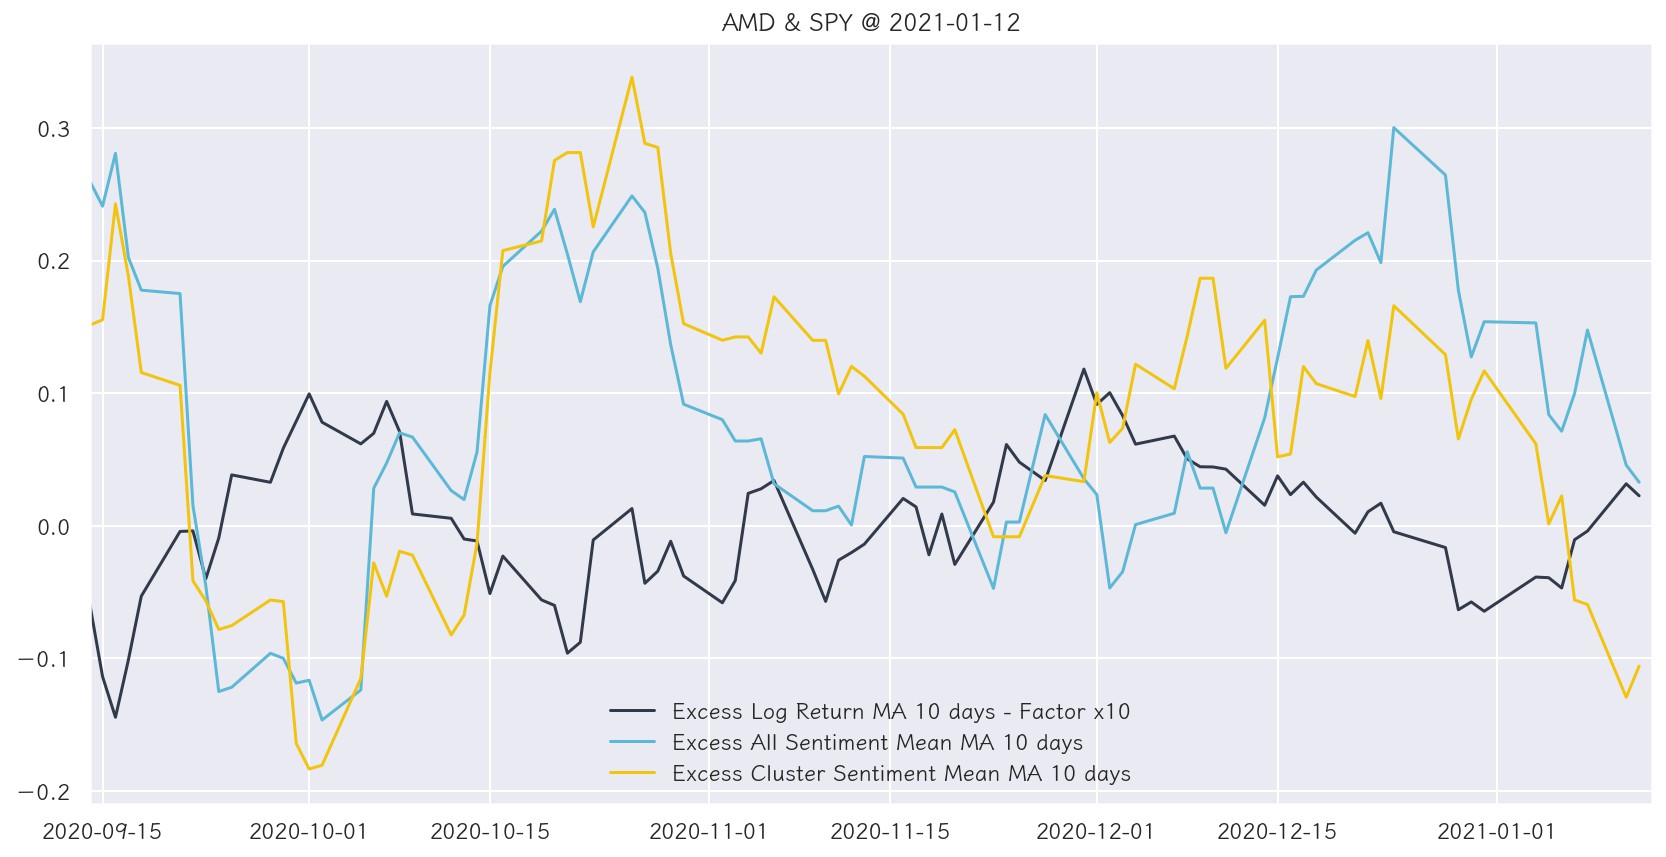 AMD & SPY @ 2021-01-12
0.3
0.2
0.1
0.0
−0.1
−0.2
Excess Log Return MA 10 days - Factor x10
Excess All Sentiment Mean MA 10 days
Excess Cluster Sentiment Mean MA 10 days
2020-09-15 2020-10-01 2020-10-15 2020-11-01 2020-11-15 2020-12-01 2020-12-15 2021-01-01